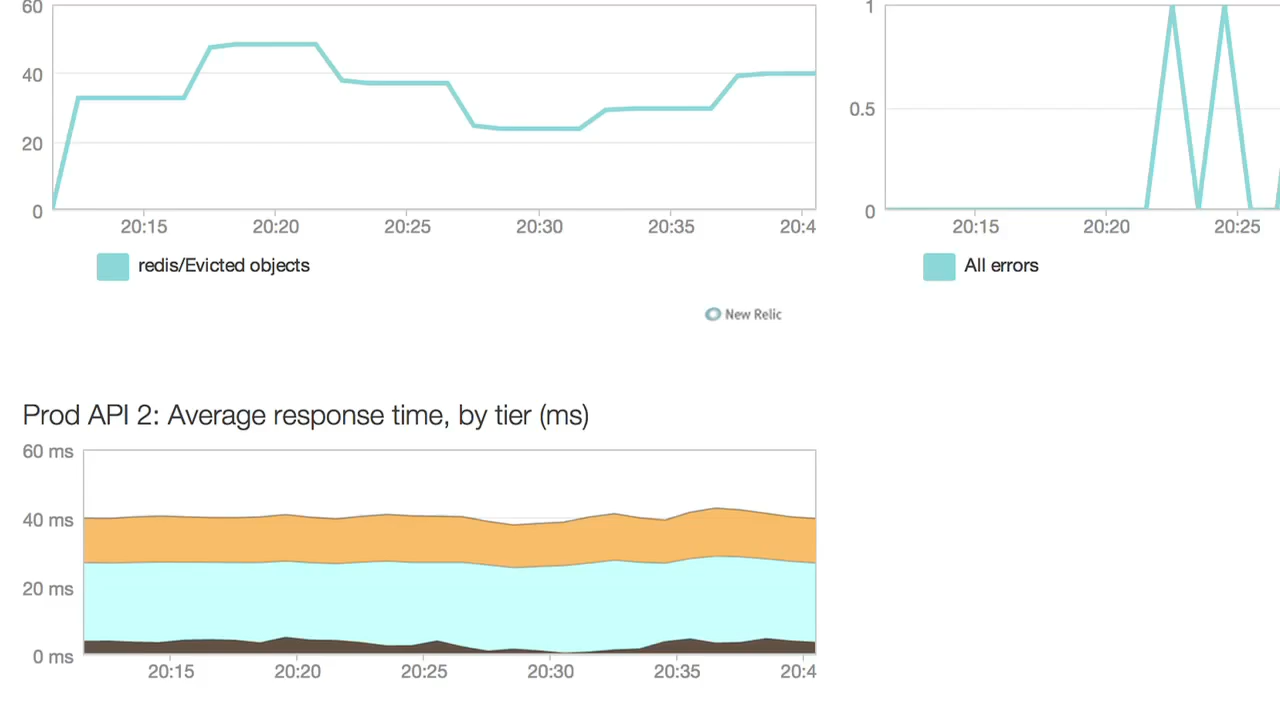 60
40
20
0
20:15 20:20 20:25 20:30 20:35 20:4
redis/Evicted objects
New Relic
1
0.5
0
20:15 20:20 20:25
All errors
Prod API 2: Average response time, by tier (ms)
60 ms
40 ms
20 ms
0 ms
20:15 20:20 20:25 20:30 20:35 20:4